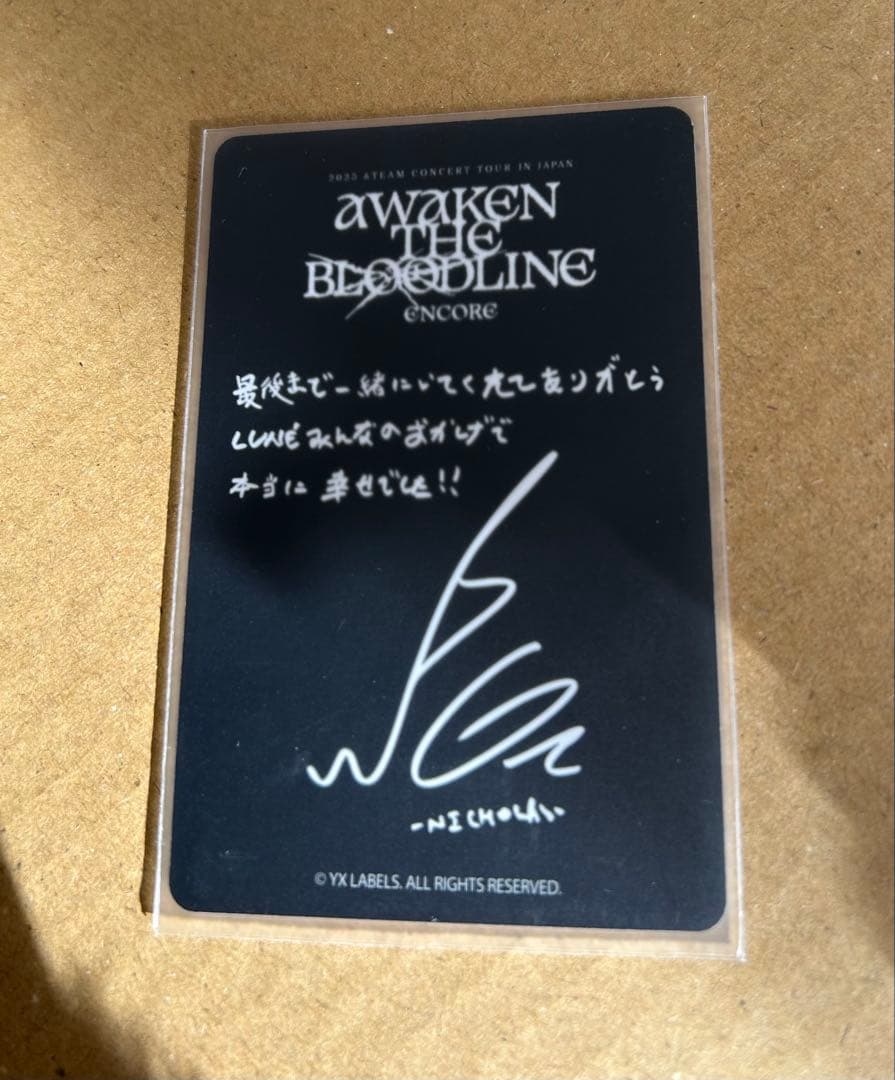 2025 &TEAM CONCERT TOUR IN JAPAN
AWAKEN
THE
BLOODLINE
ENCORE
最後まで一緒にいてくれてありがとう
LUNÉみんなのおかげで
本当に幸せでした!!
-NICHOLAS-
© YX LABELS. ALL RIGHTS RESERVED.